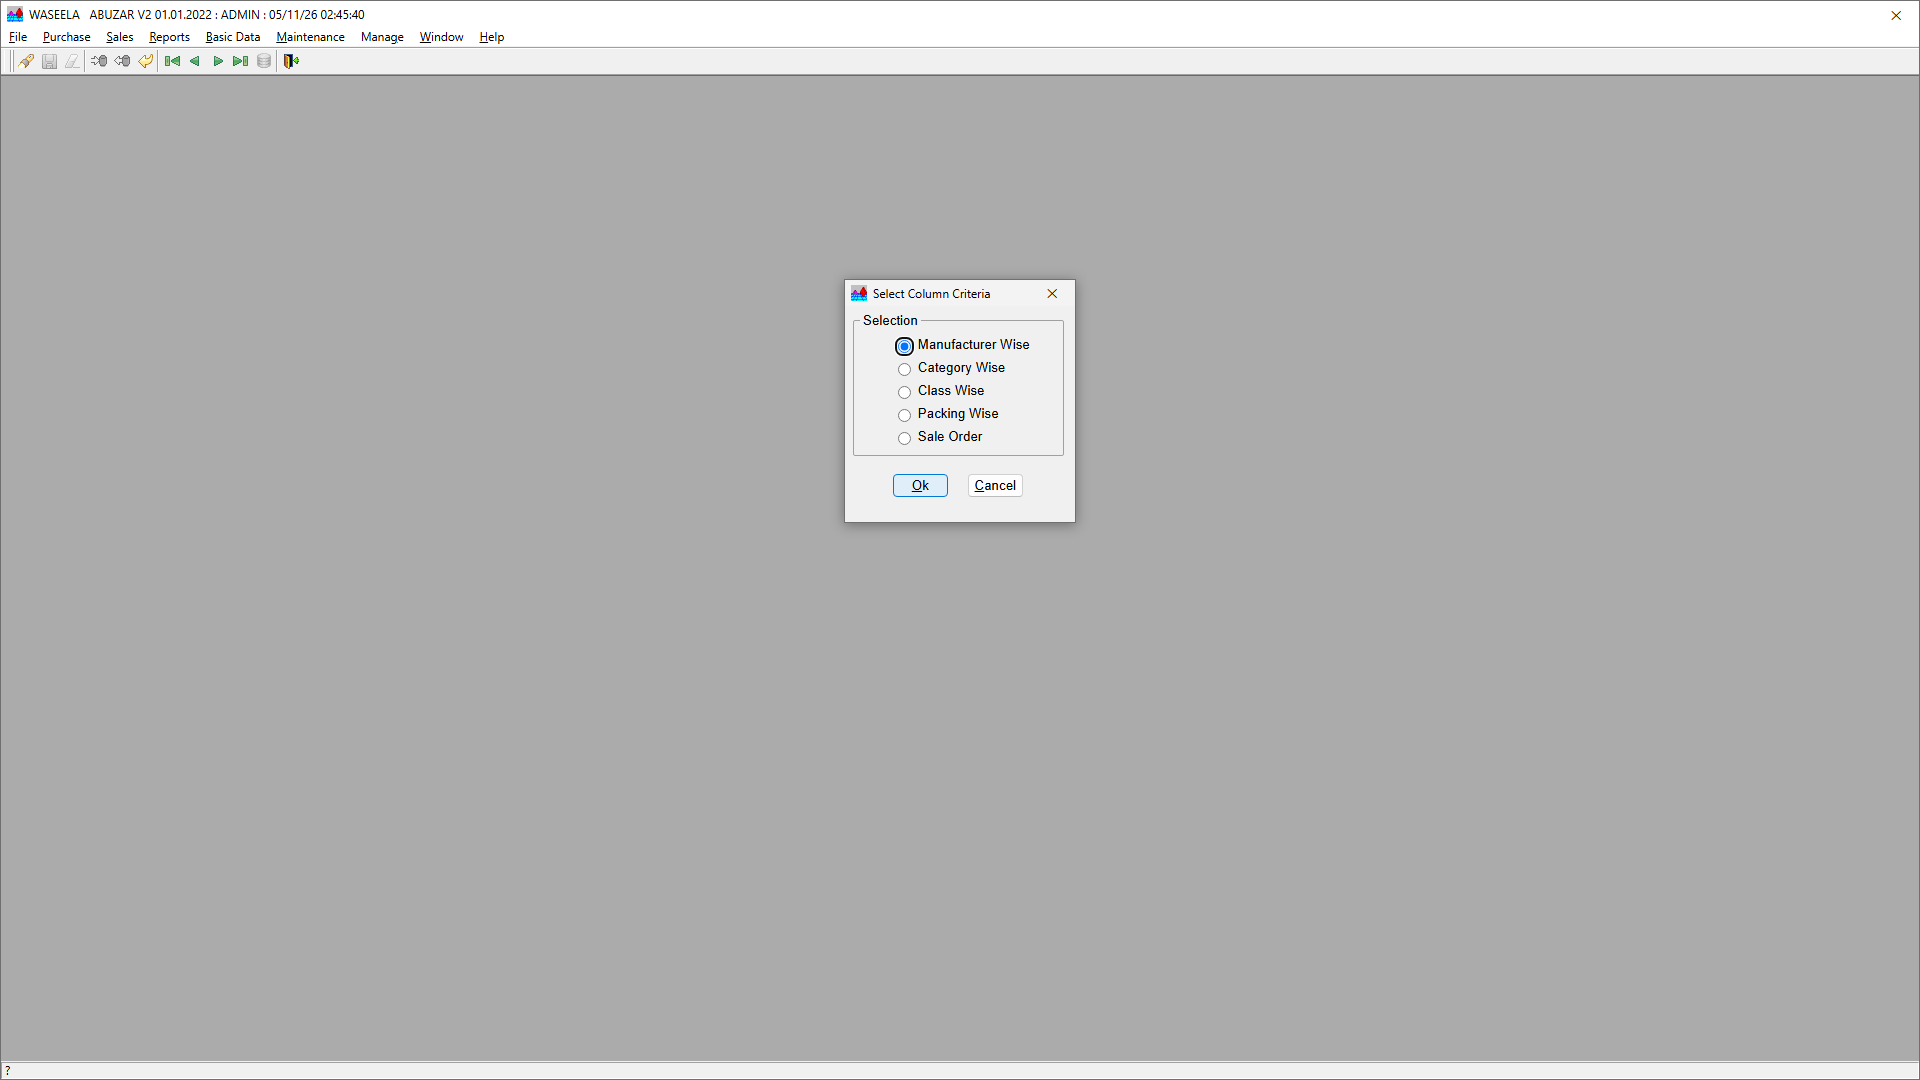 WASEELA   ABUZAR V2 01.01.2022 : ADMIN : 05/11/26 02:45:40
File Purchase Sales Reports Basic Data Maintenance Manage Window Help
Select Column Criteria
Selection
Manufacturer Wise
Category Wise
Class Wise
Packing Wise
Sale Order
Ok Cancel
?